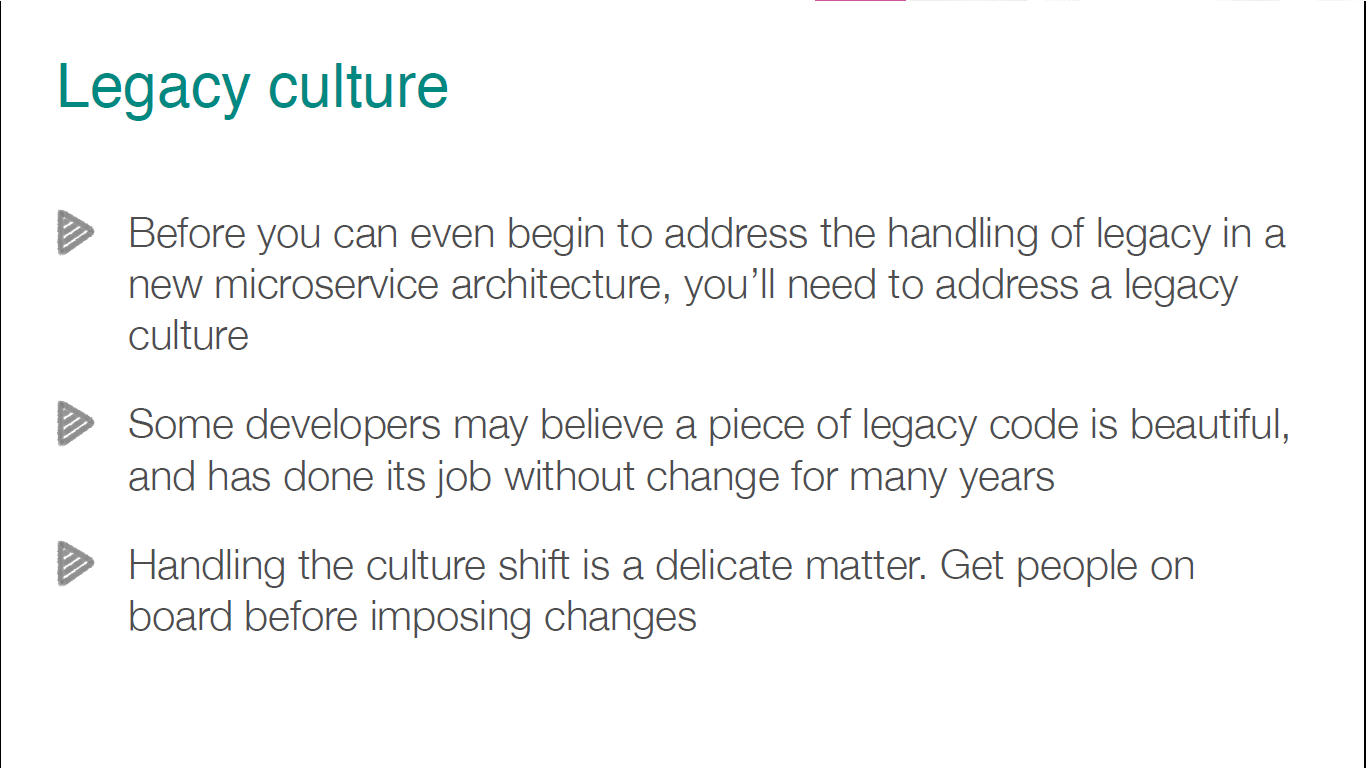 Legacy culture
Before you can even begin to address the handling of legacy in a
new microservice architecture, you’ll need to address a legacy
culture
Some developers may believe a piece of legacy code is beautiful,
and has done its job without change for many years
Handling the culture shift is a delicate matter. Get people on
board before imposing changes